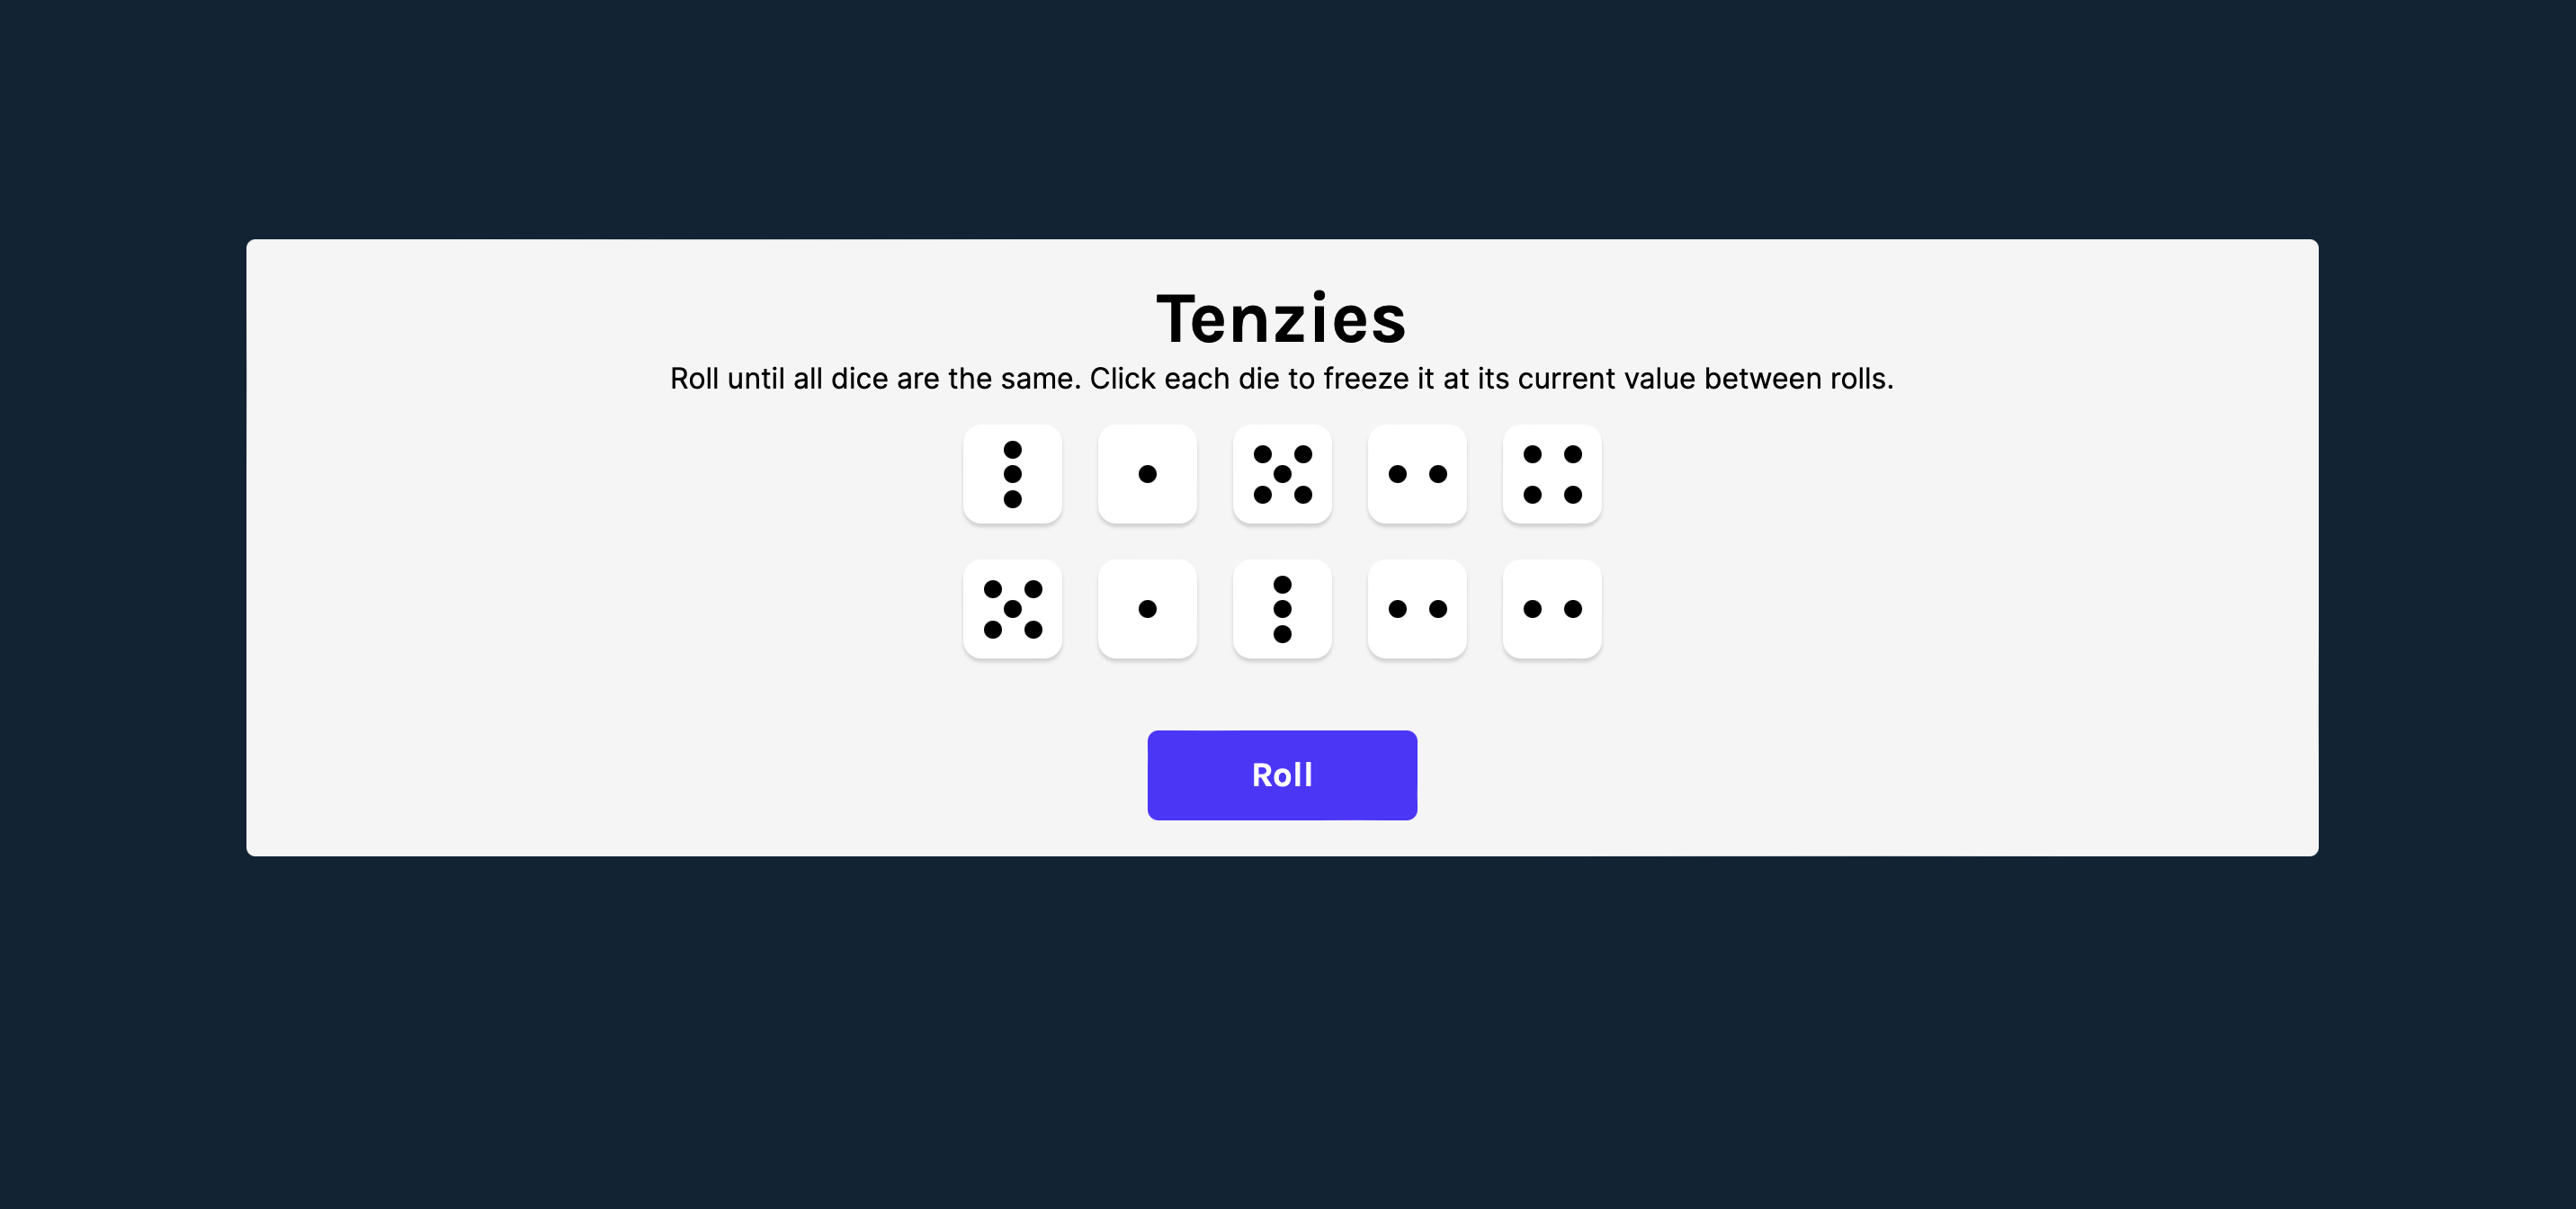 Tenzies
Roll until all dice are the same. Click each die to freeze it at its current value between rolls.
Roll